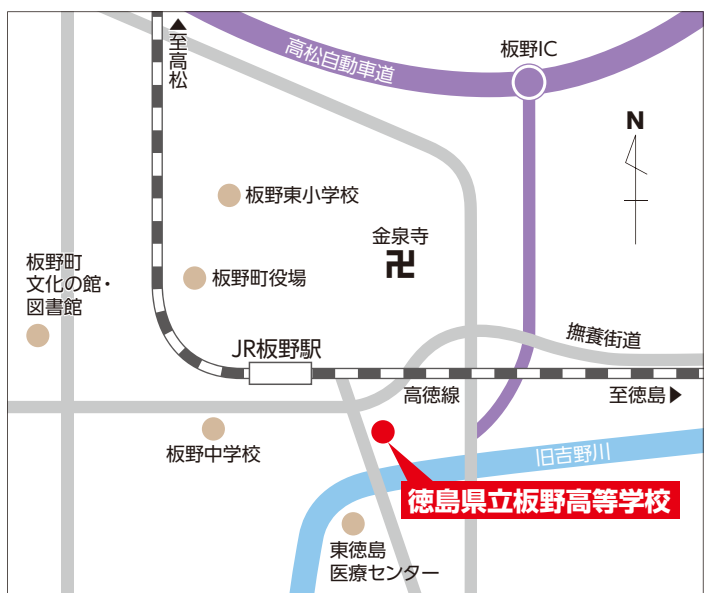 至高松
高松自動車道
板野IC
N
板野東小学校
金泉寺
卍
板野町役場
板野町
文化の館・
図書館
撫養街道
JR板野駅
高徳線
至徳島
板野中学校
旧吉野川
徳島県立板野高等学校
東徳島
医療センター